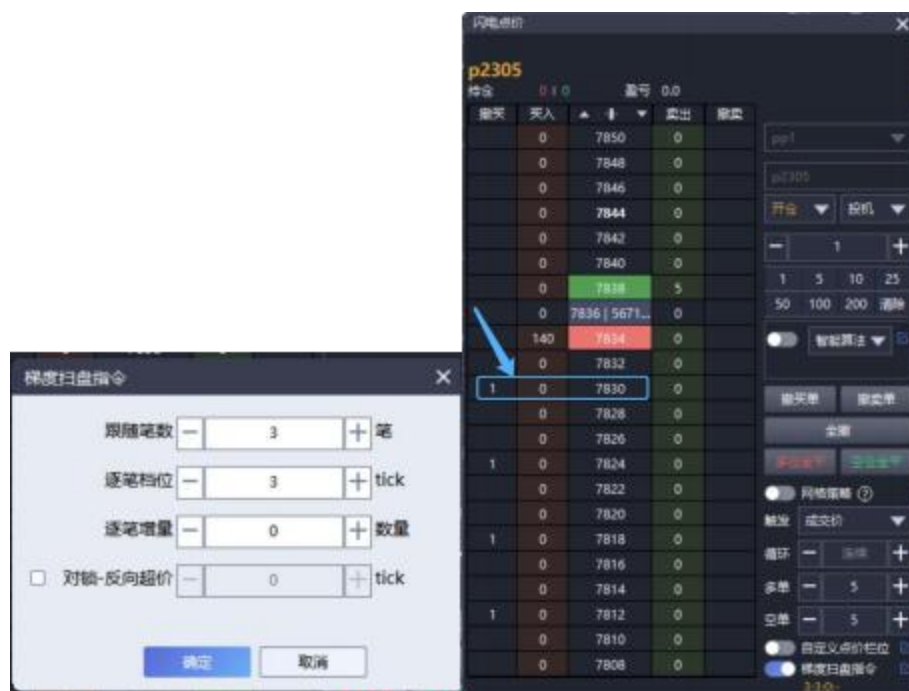 梯度扫盘指令
跟随笔数 3 笔
逐笔档位 3 tick
逐笔增量 0 数量
对锁-反向超价 0 tick
确定 取消
闪电点价
p2305
持仓 0 | 0 盈亏 0.0
撤买 买入 卖出 撤卖
0 7850 0
0 7848 0
0 7846 0
0 7844 0
0 7842 0
0 7840 0
0 7838 5
0 7836 | 5671... 0
140 7834 0
0 7832 0
1 0 7830 0
0 7828 0
0 7826 0
1 0 7824 0
0 7822 0
0 7820 0
1 0 7818 0
0 7816 0
0 7814 0
1 0 7812 0
0 7810 0
0 7808 0
pp1
p2305
开仓 投机
1
1 5 10 25
50 100 200 清除
智能算法
撤买单 撤卖单
全撤
网格策略
触发 成交价
循环 连续
多单 5
空单 5
自定义点价栏位
梯度扫盘指令